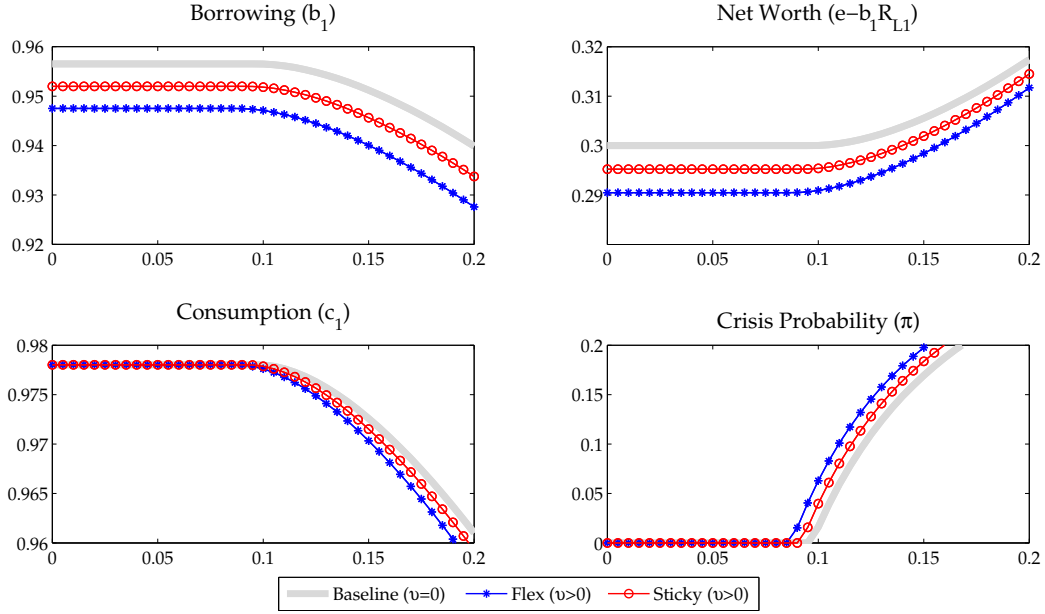 Borrowing (b1)
0.96
0.95
0.94
0.93
0.92
0 0.05 0.1 0.15 0.2
Net Worth (e−b1RL1)
0.32
0.31
0.3
0.29
0 0.05 0.1 0.15 0.2
Consumption (c1)
0.98
0.975
0.97
0.965
0.96
0 0.05 0.1 0.15 0.2
Crisis Probability (π)
0.2
0.15
0.1
0.05
0
0 0.05 0.1 0.15 0.2
Baseline (υ=0) Flex (υ>0) Sticky (υ>0)